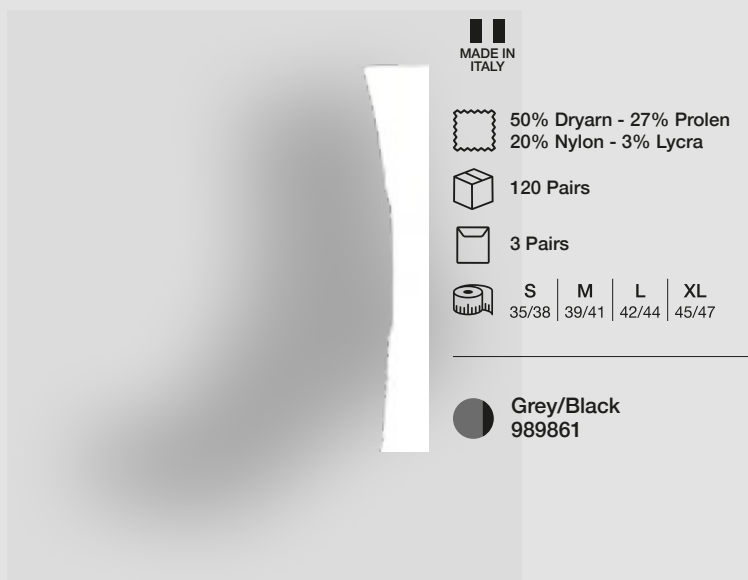 MADE IN
ITALY
50% Dryarn - 27% Prolen
20% Nylon - 3% Lycra
120 Pairs
3 Pairs
S M L XL
35/38 39/41 42/44 45/47
Grey/Black
989861